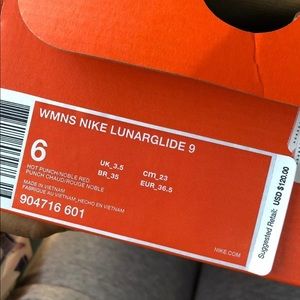 WMNS NIKE LUNARGLIDE 9
6
UK_3.5
cm_23
BR_35
EUR_36.5
HOT PUNCH/NOBLE RED
PUNCH CHAUD/ROUGE NOBLE
MADE IN VIETNAM
FABRIQUE AU VIETNAM, HECHO EN VIETNAM
904716 601
NIKE.COM
Suggested Retail: USD $120.00